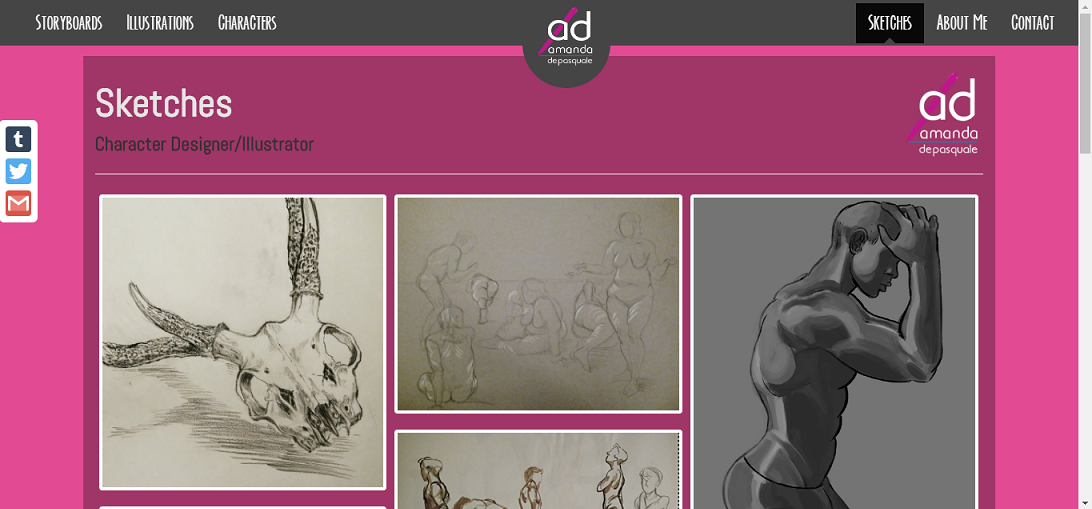 Storyboards Illustrations Characters
ad
amanda
depasquale
Sketches About Me Contact
Sketches
Character Designer/Illustrator
ad
amanda
depasquale